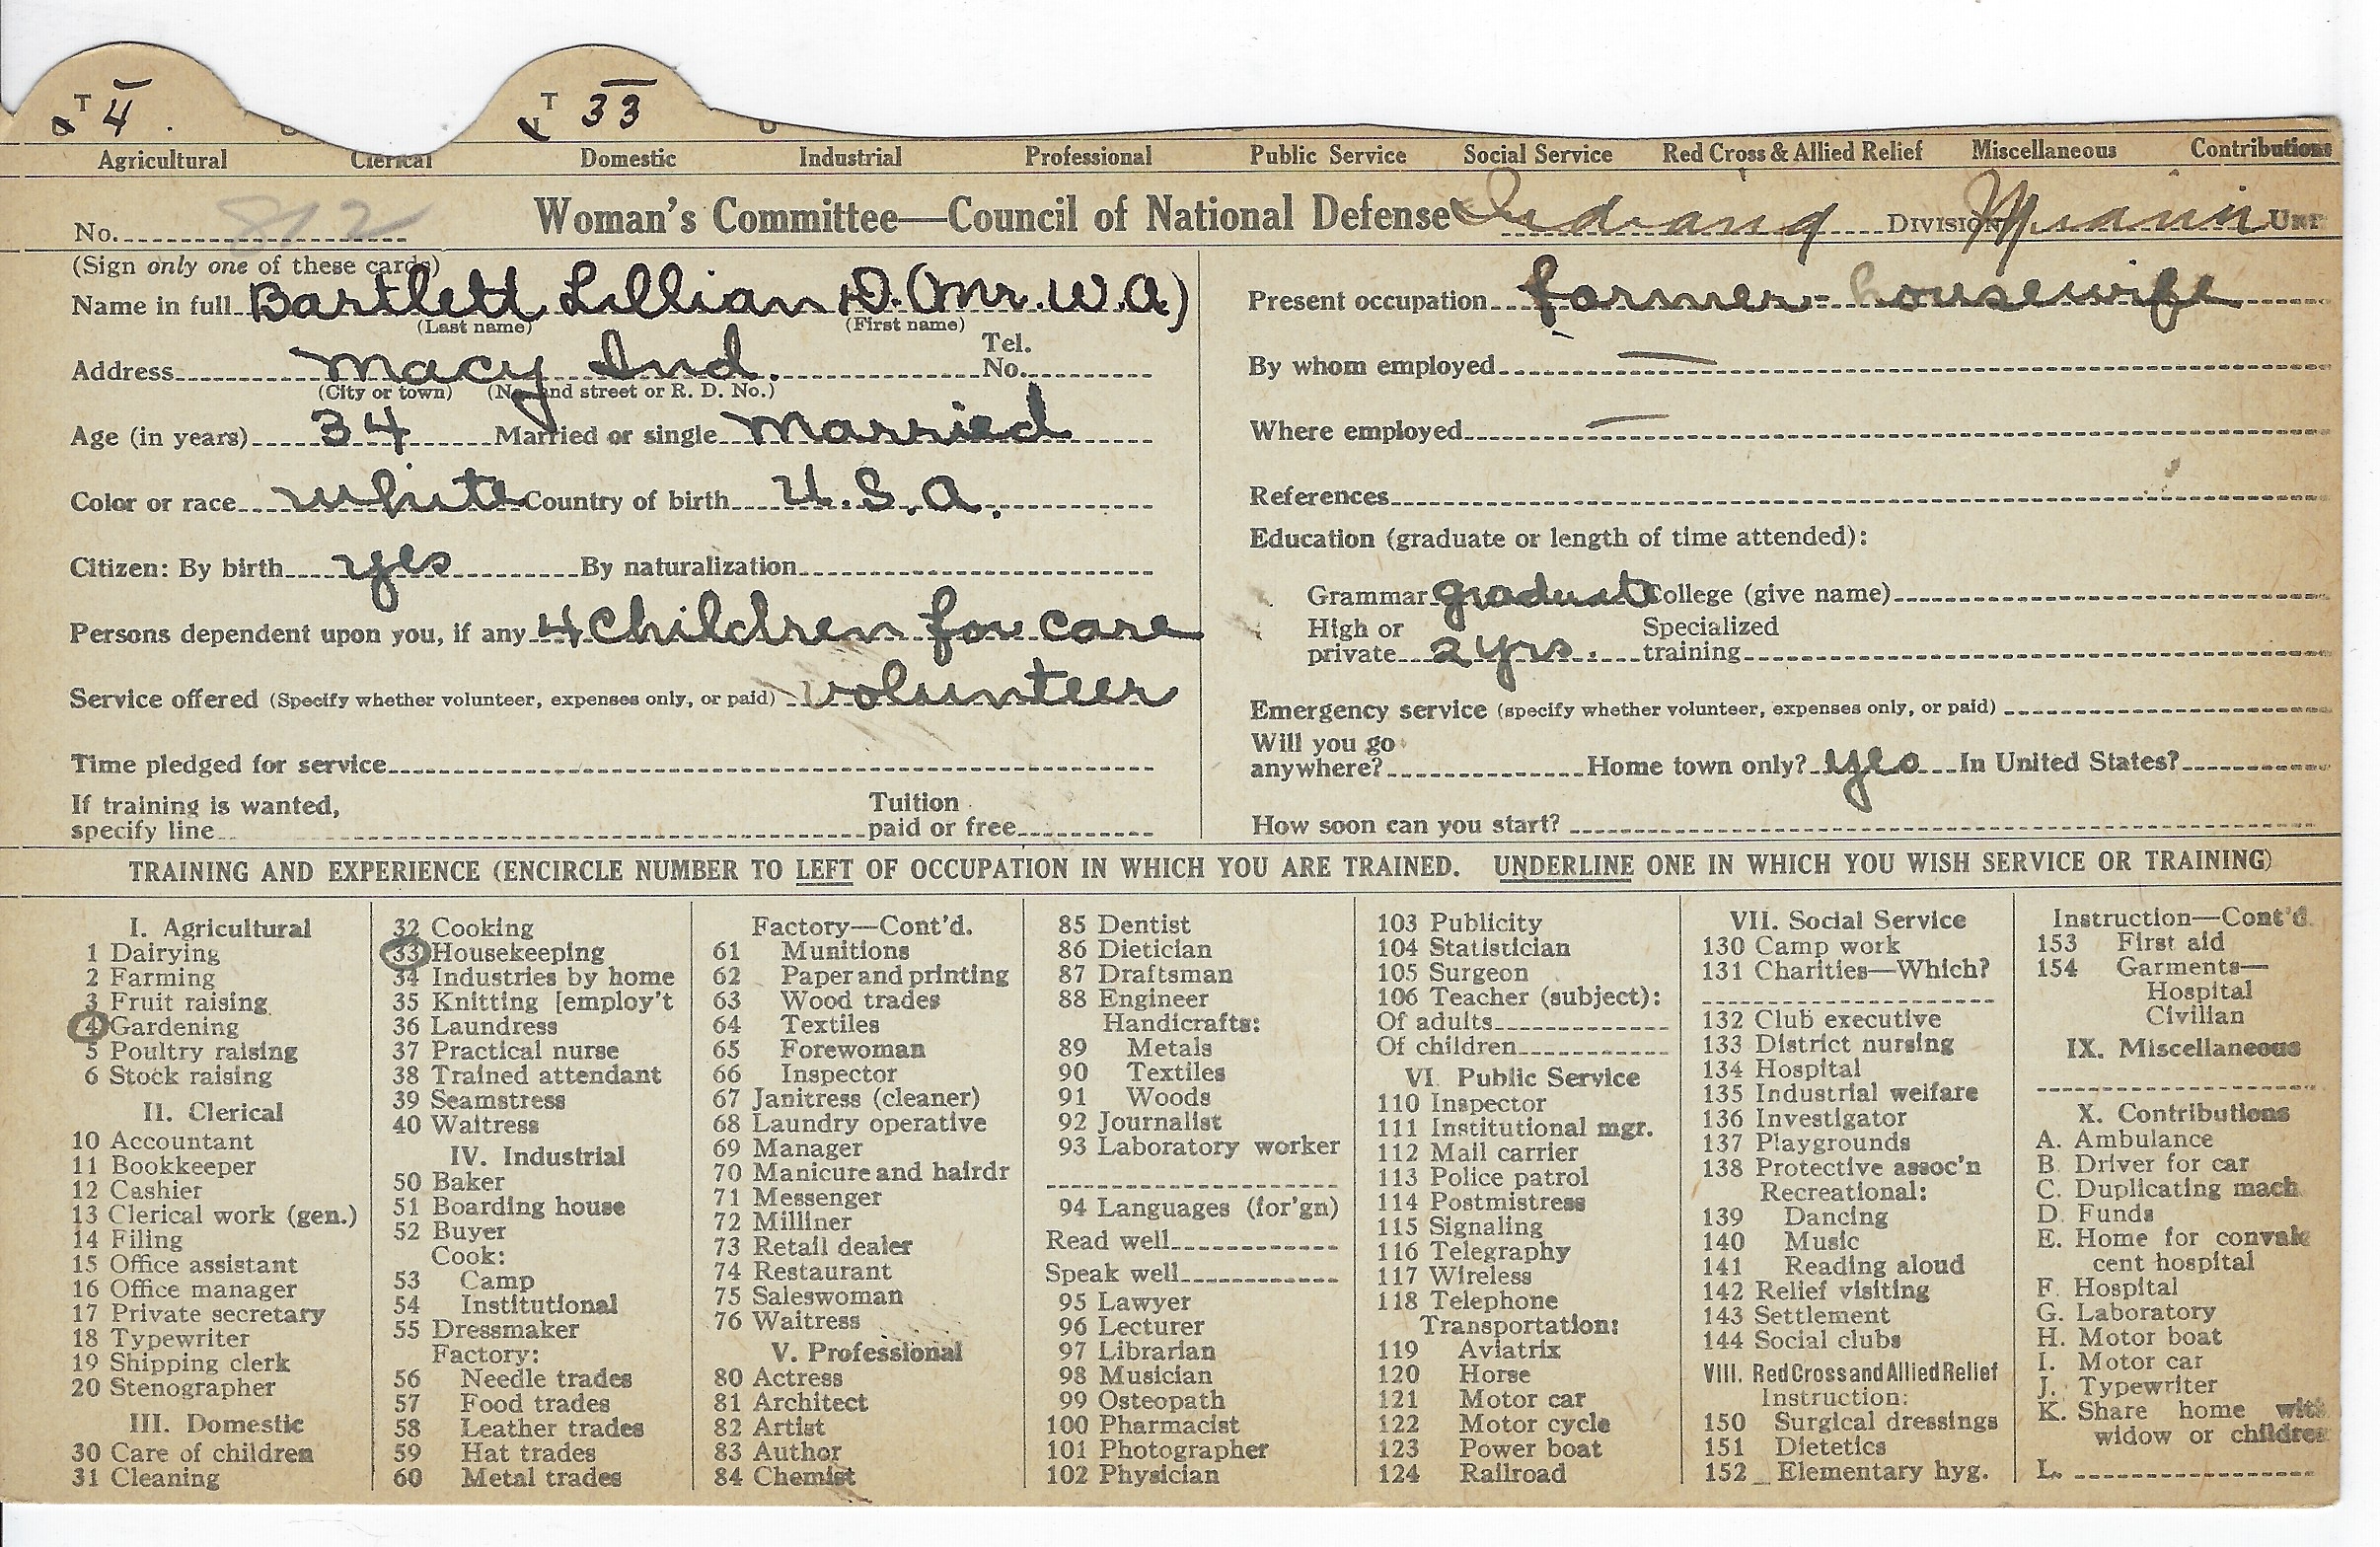 T 4 T 33
Agricultural Clerical Domestic Industrial Professional Public Service Social Service Red Cross & Allied Relief Miscellaneous Contributions
No. 812 Woman's Committee—Council of National Defense Indiana Division Miami Unit
(Sign only one of these cards)
Name in full Bartlett Lillian D. (Mr. W.A)
(Last name) (First name)
Address Macy Ind. Tel. No.
(City or town) (No. and street or R. D. No.)
Age (in years) 34 Married or single Married
Color or race white Country of birth U.S.A.
Citizen: By birth yes By naturalization
Persons dependent upon you, if any 4 Children for care
Service offered (Specify whether volunteer, expenses only, or paid) volunteer
Time pledged for service
If training is wanted, specify line Tuition paid or free
Present occupation farmer= housewife
By whom employed —
Where employed —
References
Education (graduate or length of time attended):
Grammar graduate College (give name)
High or private 2 yrs. Specialized training
Emergency service (specify whether volunteer, expenses only, or paid)
Will you go anywhere? Home town only? yes In United States?
How soon can you start?
TRAINING AND EXPERIENCE (ENCIRCLE NUMBER TO LEFT OF OCCUPATION IN WHICH YOU ARE TRAINED. UNDERLINE ONE IN WHICH YOU WISH SERVICE OR TRAINING)
I. Agricultural
1 Dairying
2 Farming
3 Fruit raising
4 Gardening
5 Poultry raising
6 Stock raising
II. Clerical
10 Accountant
11 Bookkeeper
12 Cashier
13 Clerical work (gen.)
14 Filing
15 Office assistant
16 Office manager
17 Private secretary
18 Typewriter
19 Shipping clerk
20 Stenographer
III. Domestic
30 Care of children
31 Cleaning
32 Cooking
33 Housekeeping
34 Industries by home
35 Knitting [employ't
36 Laundress
37 Practical nurse
38 Trained attendant
39 Seamstress
40 Waitress
IV. Industrial
50 Baker
51 Boarding house
52 Buyer
Cook:
53 Camp
54 Institutional
55 Dressmaker
Factory:
56 Needle trades
57 Food trades
58 Leather trades
59 Hat trades
60 Metal trades
Factory—Cont'd.
61 Munitions
62 Paper and printing
63 Wood trades
64 Textiles
65 Forewoman
66 Inspector
67 Janitress (cleaner)
68 Laundry operative
69 Manager
70 Manicure and hairdr
71 Messenger
72 Milliner
73 Retail dealer
74 Restaurant
75 Saleswoman
76 Waitress
V. Professional
80 Actress
81 Architect
82 Artist
83 Author
84 Chemist
85 Dentist
86 Dietician
87 Draftsman
88 Engineer
Handicrafts:
89 Metals
90 Textiles
91 Woods
92 Journalist
93 Laboratory worker
94 Languages (for'gn)
Read well
Speak well
95 Lawyer
96 Lecturer
97 Librarian
98 Musician
99 Osteopath
100 Pharmacist
101 Photographer
102 Physician
103 Publicity
104 Statistician
105 Surgeon
106 Teacher (subject):
Of adults
Of children
VI. Public Service
110 Inspector
111 Institutional mgr.
112 Mail carrier
113 Police patrol
114 Postmistress
115 Signaling
116 Telegraphy
117 Wireless
118 Telephone
Transportation:
119 Aviatrix
120 Horse
121 Motor car
122 Motor cycle
123 Power boat
124 Railroad
VII. Social Service
130 Camp work
131 Charities—Which?
132 Club executive
133 District nursing
134 Hospital
135 Industrial welfare
136 Investigator
137 Playgrounds
138 Protective assoc'n
Recreational:
139 Dancing
140 Music
141 Reading aloud
142 Relief visiting
143 Settlement
144 Social clubs
VIII. Red Cross and Allied Relief
Instruction:
150 Surgical dressings
151 Dietetics
152 Elementary hyg.
Instruction—Cont'd.
153 First aid
154 Garments—
Hospital
Civilian
IX. Miscellaneous
X. Contributions
A. Ambulance
B. Driver for car
C. Duplicating mach.
D. Funds
E. Home for convales
cent hospital
F. Hospital
G. Laboratory
H. Motor boat
I. Motor car
J. Typewriter
K. Share home with
widow or children
L.